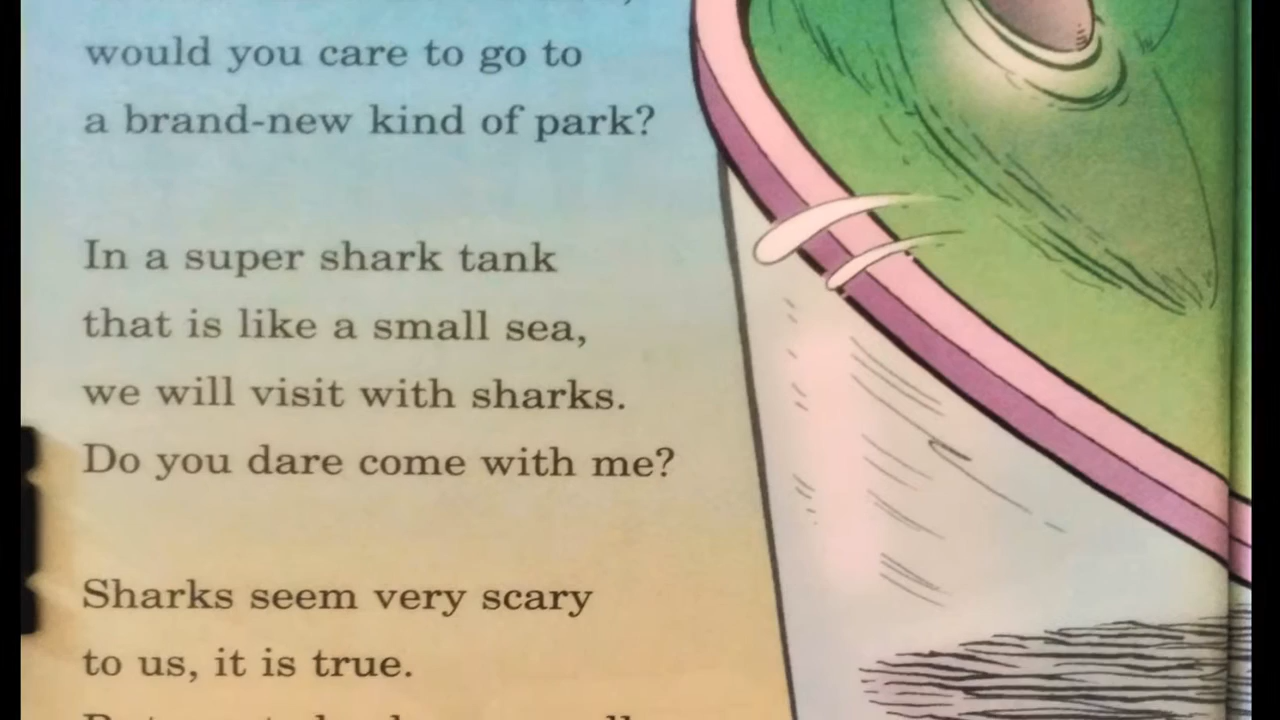 would you care to go to
a brand-new kind of park?
In a super shark tank
that is like a small sea,
we will visit with sharks.
Do you dare come with me?
Sharks seem very scary
to us, it is true.